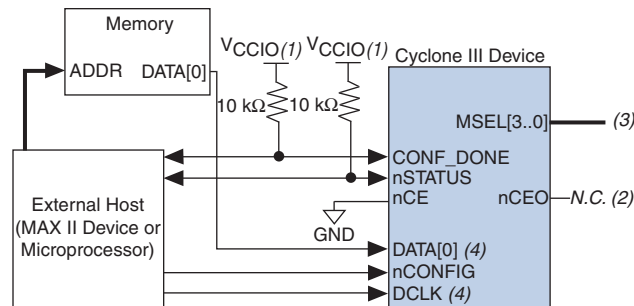 Memory
ADDR
DATA[0]
VCCIO(1)
VCCIO(1)
10 kΩ
10 kΩ
Cyclone III Device
MSEL[3..0]
(3)
CONF_DONE
nSTATUS
nCE
nCEO
N.C. (2)
GND
External Host
(MAX II Device or
Microprocessor)
DATA[0] (4)
nCONFIG
DCLK (4)